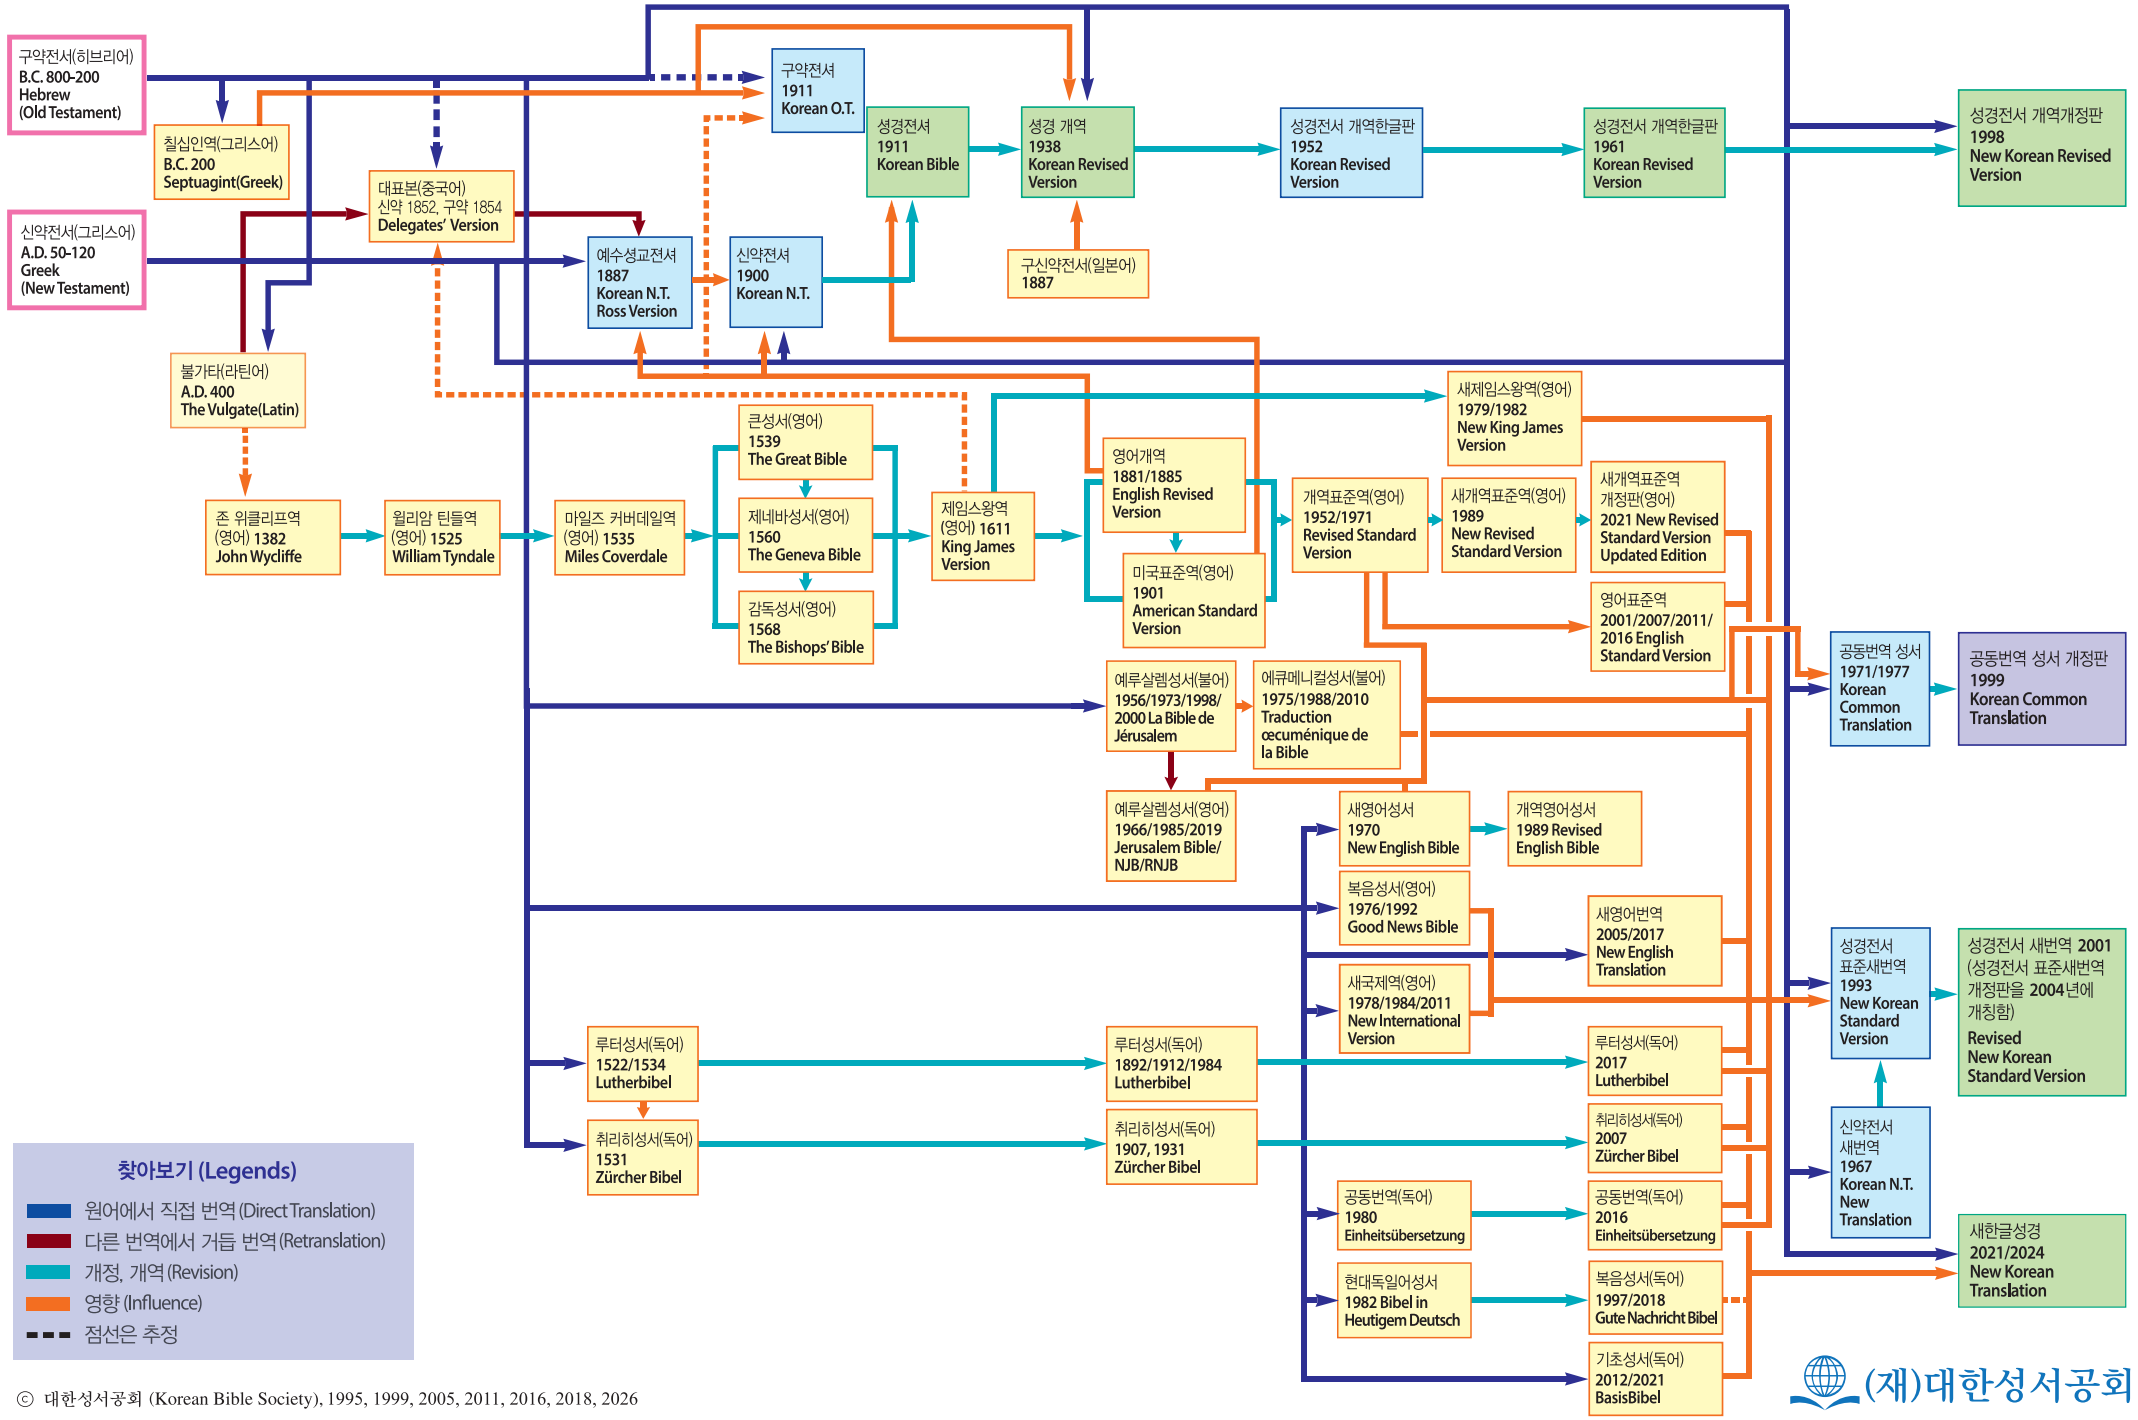 구약전서(히브리어)
B.C. 800-200
Hebrew
(Old Testament)
칠십인역(그리스어)
B.C. 200
Septuagint(Greek)
신약전서(그리스어)
A.D. 50-120
Greek
(New Testament)
대표본(중국어)
신약 1852, 구약 1854
Delegates' Version
불가타(라틴어)
A.D. 400
The Vulgate(Latin)
구약젼셔
1911
Korean O.T.
셩경젼셔
1911
Korean Bible
셩경 개역
1938
Korean Revised
Version
성경전서 개역한글판
1952
Korean Revised
Version
성경전서 개역한글판
1961
Korean Revised
Version
성경전서 개역개정판
1998
New Korean Revised
Version
예수셩교젼셔
1887
Korean N.T.
Ross Version
신약젼셔
1900
Korean N.T.
구신약전서(일본어)
1887
존 위클리프역
(영어) 1382
John Wycliffe
윌리암 틴들역
(영어) 1525
William Tyndale
마일즈 커버데일역
(영어) 1535
Miles Coverdale
큰성서(영어)
1539
The Great Bible
제네바성서(영어)
1560
The Geneva Bible
감독성서(영어)
1568
The Bishops' Bible
제임스왕역
(영어) 1611
King James
Version
영어개역
1881/1885
English Revised
Version
미국표준역(영어)
1901
American Standard
Version
개역표준역(영어)
1952/1971
Revised Standard
Version
새제임스왕역(영어)
1979/1982
New King James
Version
새개역표준역(영어)
1989
New Revised
Standard Version
새개역표준역
개정판(영어)
2021 New Revised
Standard Version
Updated Edition
영어표준역
2001/2007/2011/
2016 English
Standard Version
공동번역 성서
1971/1977
Korean
Common
Translation
공동번역 성서 개정판
1999
Korean Common
Translation
예루살렘성서(불어)
1956/1973/1998/
2000 La Bible de
Jérusalem
에큐메니컬성서(불어)
1975/1988/2010
Traduction
œcuménique de
la Bible
예루살렘성서(영어)
1966/1985/2019
Jerusalem Bible/
NJB/RNJB
새영어성서
1970
New English Bible
개역영어성서
1989 Revised
English Bible
복음성서(영어)
1976/1992
Good News Bible
새영어번역
2005/2017
New English
Translation
새국제역(영어)
1978/1984/2011
New International
Version
성경전서
표준새번역
1993
New Korean
Standard
Version
성경전서 새번역 2001
(성경전서 표준새번역
개정판을 2004년에
개칭함)
Revised
New Korean
Standard Version
루터성서(독어)
1522/1534
Lutherbibel
루터성서(독어)
1892/1912/1984
Lutherbibel
루터성서(독어)
2017
Lutherbibel
취리히성서(독어)
1531
Zürcher Bibel
취리히성서(독어)
1907, 1931
Zürcher Bibel
취리히성서(독어)
2007
Zürcher Bibel
신약전서
새번역
1967
Korean N.T.
New
Translation
공동번역(독어)
1980
Einheitsübersetzung
공동번역(독어)
2016
Einheitsübersetzung
새한글성경
2021/2024
New Korean
Translation
현대독일어성서
1982 Bibel in
Heutigem Deutsch
복음성서(독어)
1997/2018
Gute Nachricht Bibel
기초성서(독어)
2012/2021
BasisBibel
찾아보기 (Legends)
원어에서 직접 번역 (Direct Translation)
다른 번역에서 거듭 번역 (Retranslation)
개정, 개역 (Revision)
영향 (Influence)
점선은 추정
ⓒ 대한성서공회 (Korean Bible Society), 1995, 1999, 2005, 2011, 2016, 2018, 2026
(재)대한성서공회